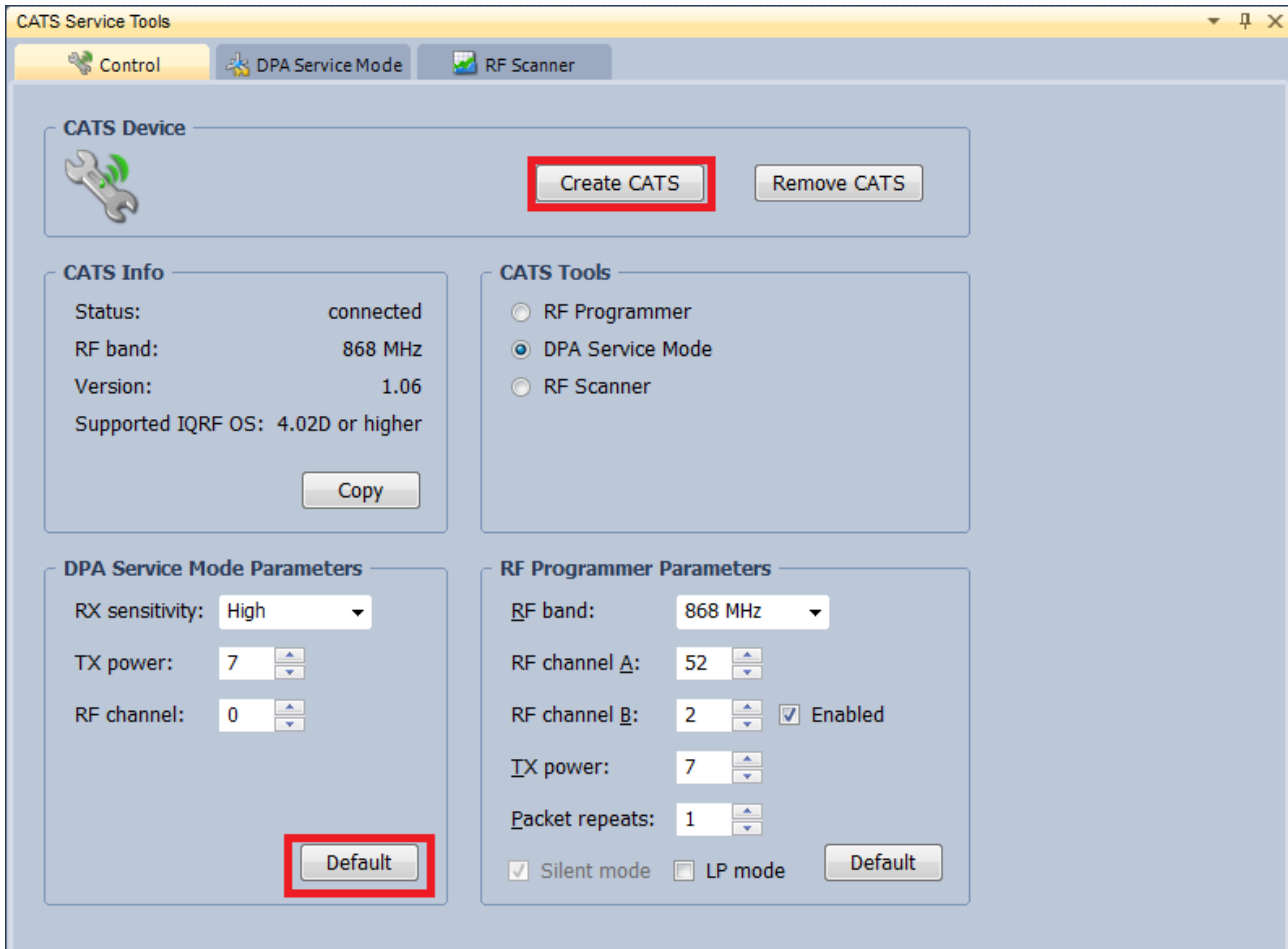 CATS Service Tools
Control DPA Service Mode RF Scanner
CATS Device
Create CATS Remove CATS
CATS Info
Status: connected
RF band: 868 MHz
Version: 1.06
Supported IQRF OS: 4.02D or higher
Copy
CATS Tools
RF Programmer
DPA Service Mode
RF Scanner
DPA Service Mode Parameters
RX sensitivity: High
TX power: 7
RF channel: 0
Default
RF Programmer Parameters
RF band: 868 MHz
RF channel A: 52
RF channel B: 2 Enabled
TX power: 7
Packet repeats: 1
Silent mode LP mode Default